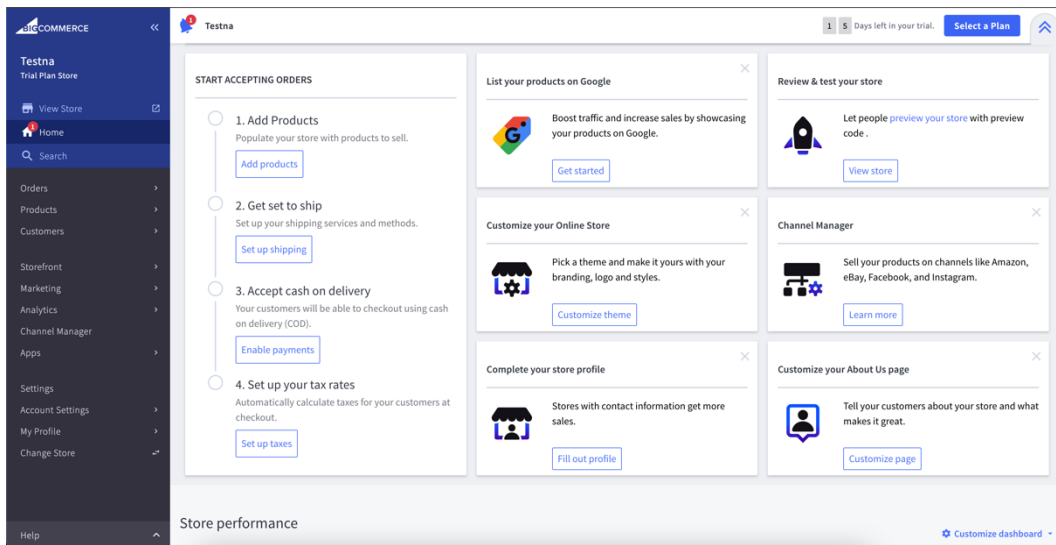 BIGCOMMERCE
Testna
Trial Plan Store
View Store
1
Home
Search
Orders
Products
Customers
Storefront
Marketing
Analytics
Channel Manager
Apps
Settings
Account Settings
My Profile
Change Store
Help
1
Testna
1 5 Days left in your trial.
Select a Plan
START ACCEPTING ORDERS
1. Add Products
Populate your store with products to sell.
Add products
2. Get set to ship
Set up your shipping services and methods.
Set up shipping
3. Accept cash on delivery
Your customers will be able to checkout using cash
on delivery (COD).
Enable payments
4. Set up your tax rates
Automatically calculate taxes for your customers at
checkout.
Set up taxes
List your products on Google
G
Boost traffic and increase sales by showcasing
your products on Google.
Get started
Review & test your store
Let people preview your store with preview
code .
View store
Customize your Online Store
Pick a theme and make it yours with your
branding, logo and styles.
Customize theme
Channel Manager
Sell your products on channels like Amazon,
eBay, Facebook, and Instagram.
Learn more
Complete your store profile
Stores with contact information get more
sales.
Fill out profile
Customize your About Us page
Tell your customers about your store and what
makes it great.
Customize page
Store performance
Customize dashboard